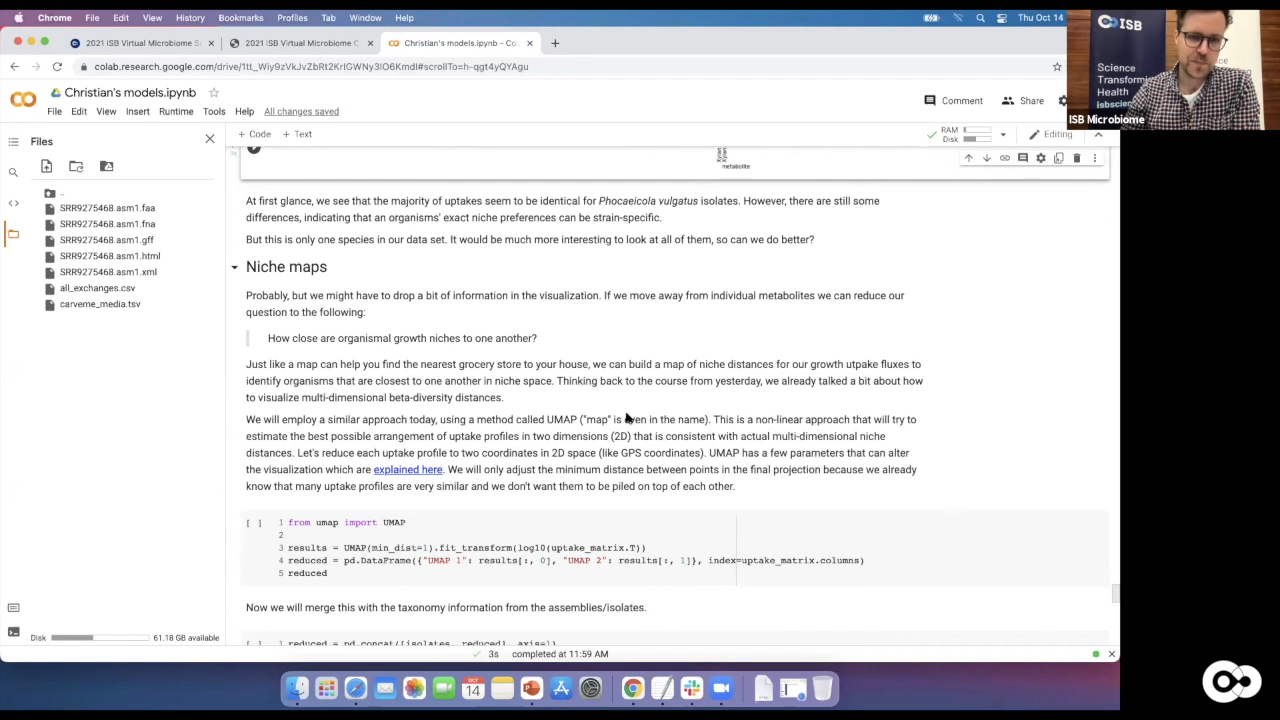 Chrome File Edit View History Bookmarks Profiles Tab Window Help Thu Oct 14
2021 ISB Virtual Microbiome S
2021 ISB Virtual Microbiome C
Christian's models.ipynb - Co
colab.research.google.com/drive/1tt_Wiy9zVkJvZbRt2KrIGWNy3IO6Kmdl#scrollTo=h-qgt4yQYAgu
ISB
Science
Transforming
Health
ISB Microbiome
Christian's models.ipynb
Comment
Share
File Edit View Insert Runtime Tools Help All changes saved
Files
+ Code + Text
RAM
Disk
Editing
Xylan
metabolite
..
SRR9275468.asm1.faa
SRR9275468.asm1.fna
SRR9275468.asm1.gff
SRR9275468.asm1.html
SRR9275468.asm1.xml
all_exchanges.csv
carveme_media.tsv
At first glance, we see that the majority of uptakes seem to be identical for Phocaeicola vulgatus isolates. However, there are still some
differences, indicating that an organisms' exact niche preferences can be strain-specific.
But this is only one species in our data set. It would be much more interesting to look at all of them, so can we do better?
Niche maps
Probably, but we might have to drop a bit of information in the visualization. If we move away from individual metabolites we can reduce our
question to the following:
How close are organismal growth niches to one another?
Just like a map can help you find the nearest grocery store to your house, we can build a map of niche distances for our growth utpake fluxes to
identify organisms that are closest to one another in niche space. Thinking back to the course from yesterday, we already talked a bit about how
to visualize multi-dimensional beta-diversity distances.
We will employ a similar approach today, using a method called UMAP ("map" is even in the name). This is a non-linear approach that will try to
estimate the best possible arrangement of uptake profiles in two dimensions (2D) that is consistent with actual multi-dimensional niche
distances. Let's reduce each uptake profile to two coordinates in 2D space (like GPS coordinates). UMAP has a few parameters that can alter
the visualization which are explained here. We will only adjust the minimum distance between points in the final projection because we already
know that many uptake profiles are very similar and we don't want them to be piled on top of each other.
[ ] 1 from umap import UMAP
2
3 results = UMAP(min_dist=1).fit_transform(log10(uptake_matrix.T))
4 reduced = pd.DataFrame({"UMAP 1": results[:, 0], "UMAP 2": results[:, 1]}, index=uptake_matrix.columns)
5 reduced
Now we will merge this with the taxonomy information from the assemblies/isolates.
[ ] 1 reduced = pd.concat([isolates, reduced], axis=1)
Disk 61.18 GB available
3s completed at 11:59 AM
OCT
14